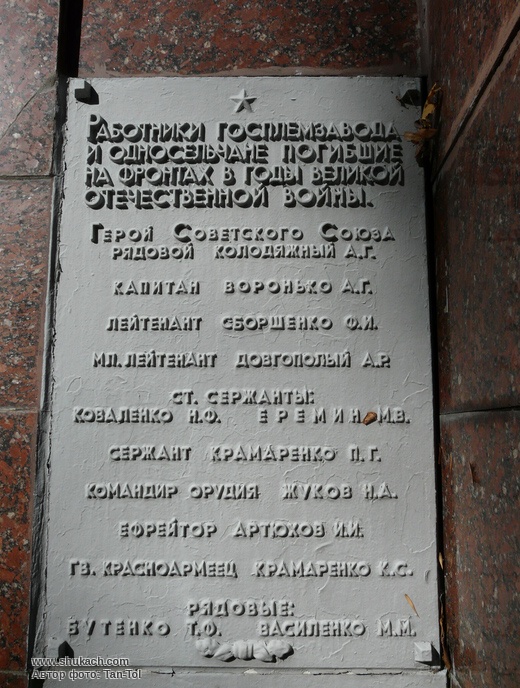 Работники госплемзавода
и односельчане погибшие
на фронтах в годы Великой
Отечественной войны.
Герой Советского Союза
рядовой Колодяжный А.Г.
капитан Воронько А.Г.
лейтенант Сборщенко Ф.И.
мл. лейтенант Довгополый А.Р.
ст. сержанты:
Коваленко Н.Ф. Еремин М.В.
сержант Крамаренко П.Г.
командир орудия Жуков Н.А.
ефрейтор Артюхов И.И.
гв. красноармеец Крамаренко К.С.
рядовые:
Бутенко Т.Ф. Василенко М.М.
www.shukach.com
Автор фото: Tan-Tol